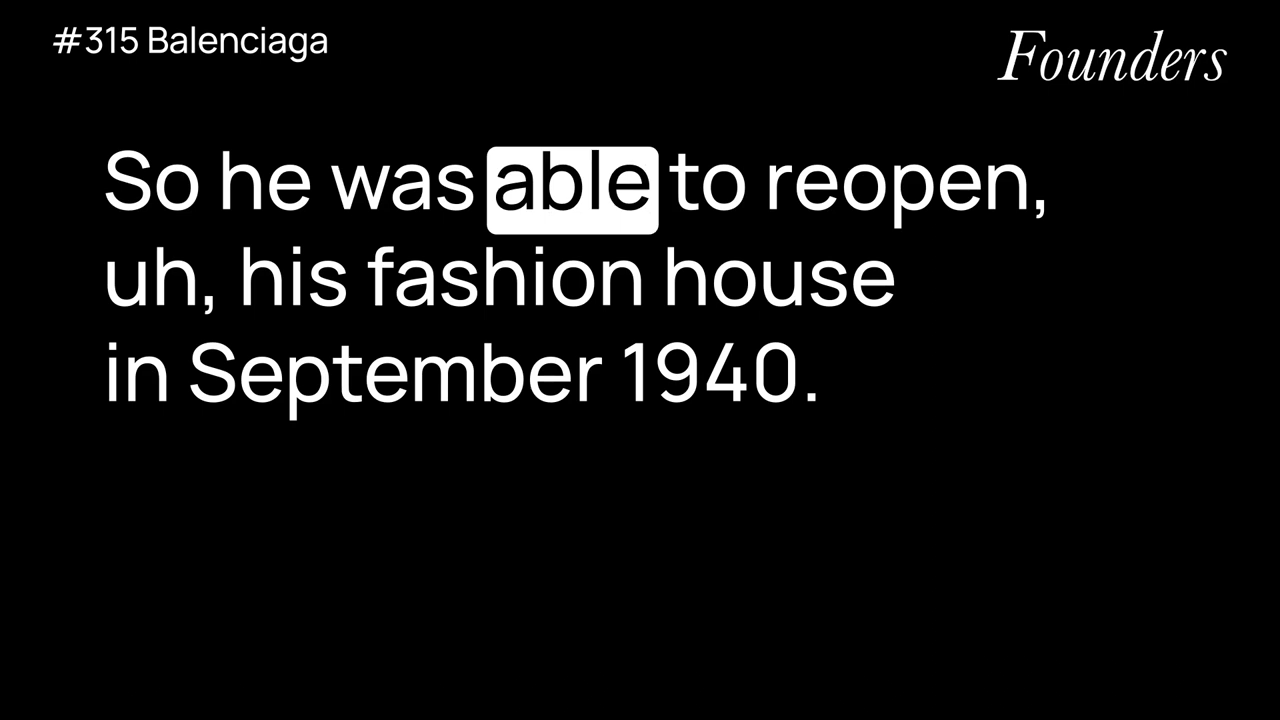 #315 Balenciaga
Founders
So he was able to reopen,
uh, his fashion house
in September 1940.